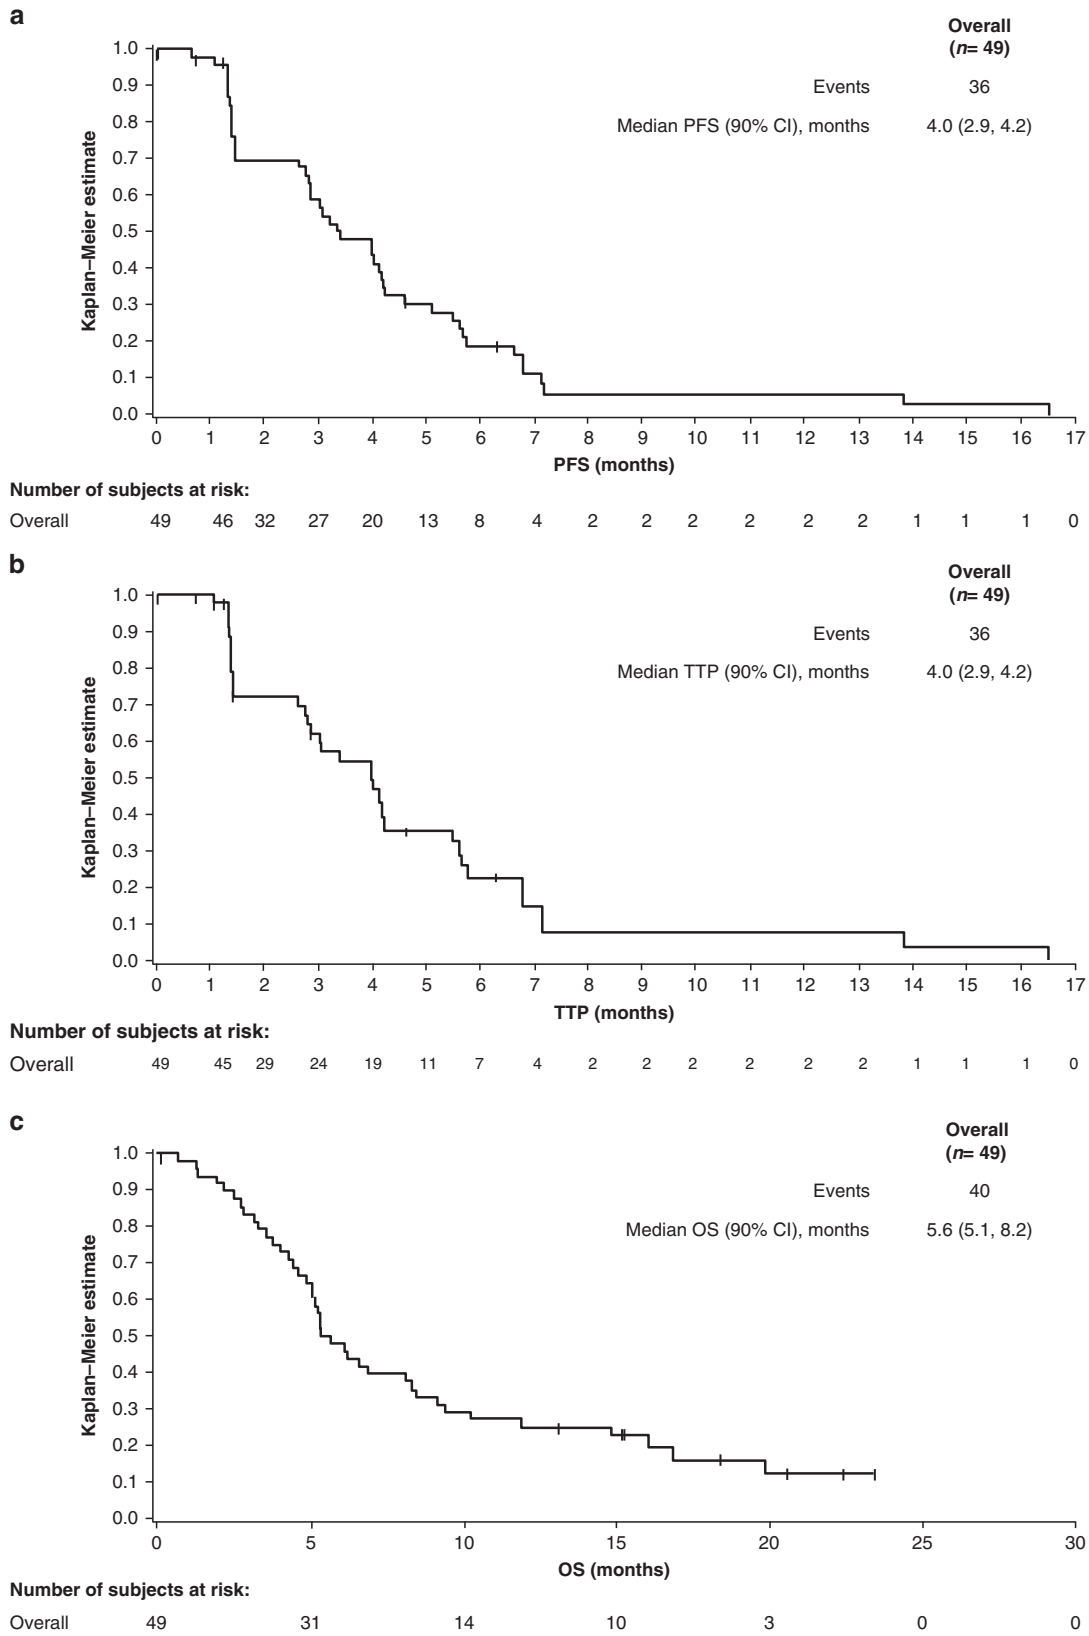 a
Overall
(n= 49)
Events 36
Median PFS (90% CI), months 4.0 (2.9, 4.2)
Kaplan–Meier estimate
1.0
0.9
0.8
0.7
0.6
0.5
0.4
0.3
0.2
0.1
0.0
0 1 2 3 4 5 6 7 8 9 10 11 12 13 14 15 16 17
PFS (months)
Number of subjects at risk:
Overall 49 46 32 27 20 13 8 4 2 2 2 2 2 2 1 1 1 0
b
Overall
(n= 49)
Events 36
Median TTP (90% CI), months 4.0 (2.9, 4.2)
Kaplan–Meier estimate
1.0
0.9
0.8
0.7
0.6
0.5
0.4
0.3
0.2
0.1
0.0
0 1 2 3 4 5 6 7 8 9 10 11 12 13 14 15 16 17
TTP (months)
Number of subjects at risk:
Overall 49 45 29 24 19 11 7 4 2 2 2 2 2 2 1 1 1 0
c
Overall
(n= 49)
Events 40
Median OS (90% CI), months 5.6 (5.1, 8.2)
Kaplan–Meier estimate
1.0
0.9
0.8
0.7
0.6
0.5
0.4
0.3
0.2
0.1
0.0
0 5 10 15 20 25 30
OS (months)
Number of subjects at risk:
Overall 49 31 14 10 3 0 0